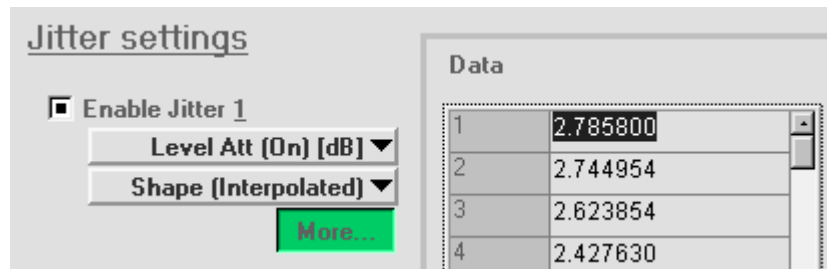 Jitter settings
Data
Enable Jitter 1
Level Att (On) [dB]
Shape (Interpolated)
More...
1 2.785800
2 2.744954
3 2.623854
4 2.427630